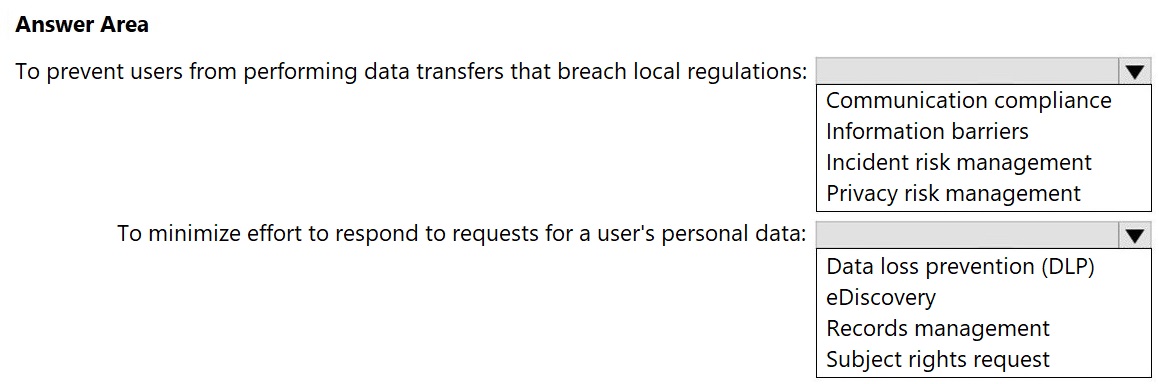 Answer Area
To prevent users from performing data transfers that breach local regulations:
Communication compliance
Information barriers
Incident risk management
Privacy risk management
To minimize effort to respond to requests for a user's personal data:
Data loss prevention (DLP)
eDiscovery
Records management
Subject rights request